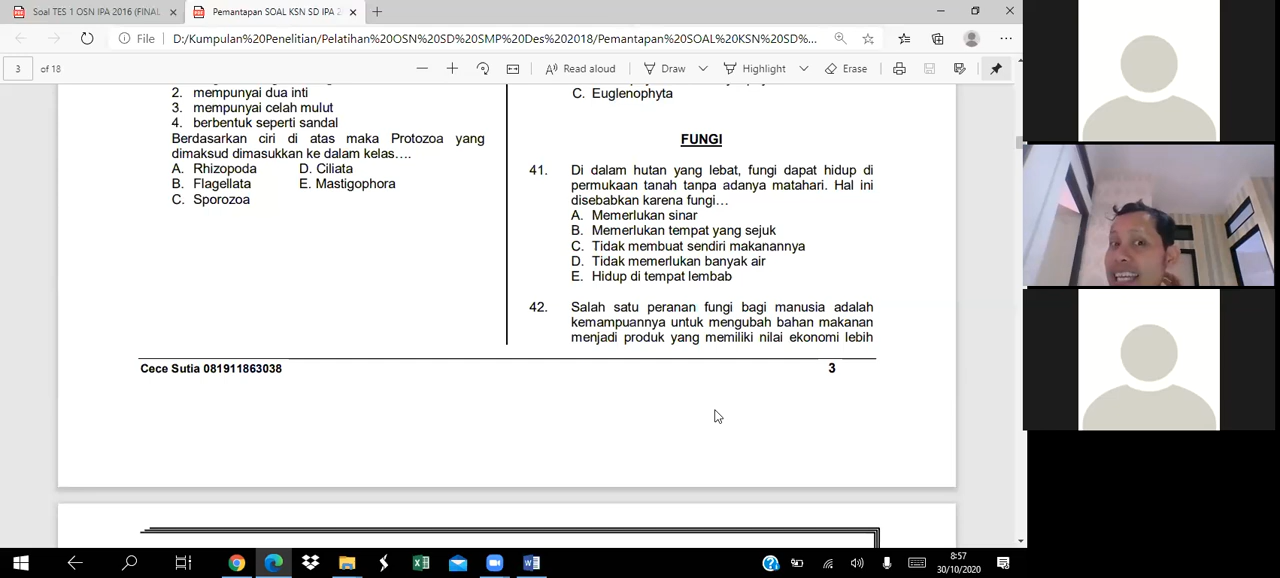 Soal TES 1 OSN IPA 2016 (FINAL
Pemantapan SOAL KSN SD IPA 2
File
D:/Kumpulan%20Penelitian/Pelatihan%20OSN%20SD%20SMP%20Des%202018/Pemantapan%20SOAL%20KSN%20SD%...
3 of 18
Read aloud
Draw
Highlight
Erase
2. mempunyai dua inti
3. mempunyai celah mulut
4. berbentuk seperti sandal
Berdasarkan ciri di atas maka Protozoa yang
dimaksud dimasukkan ke dalam kelas….
A. Rhizopoda D. Ciliata
B. Flagellata E. Mastigophora
C. Sporozoa
C. Euglenophyta
FUNGI
41. Di dalam hutan yang lebat, fungi dapat hidup di
permukaan tanah tanpa adanya matahari. Hal ini
disebabkan karena fungi…
A. Memerlukan sinar
B. Memerlukan tempat yang sejuk
C. Tidak membuat sendiri makanannya
D. Tidak memerlukan banyak air
E. Hidup di tempat lembab
42. Salah satu peranan fungi bagi manusia adalah
kemampuannya untuk mengubah bahan makanan
menjadi produk yang memiliki nilai ekonomi lebih
Cece Sutia 081911863038
3
8:57
30/10/2020